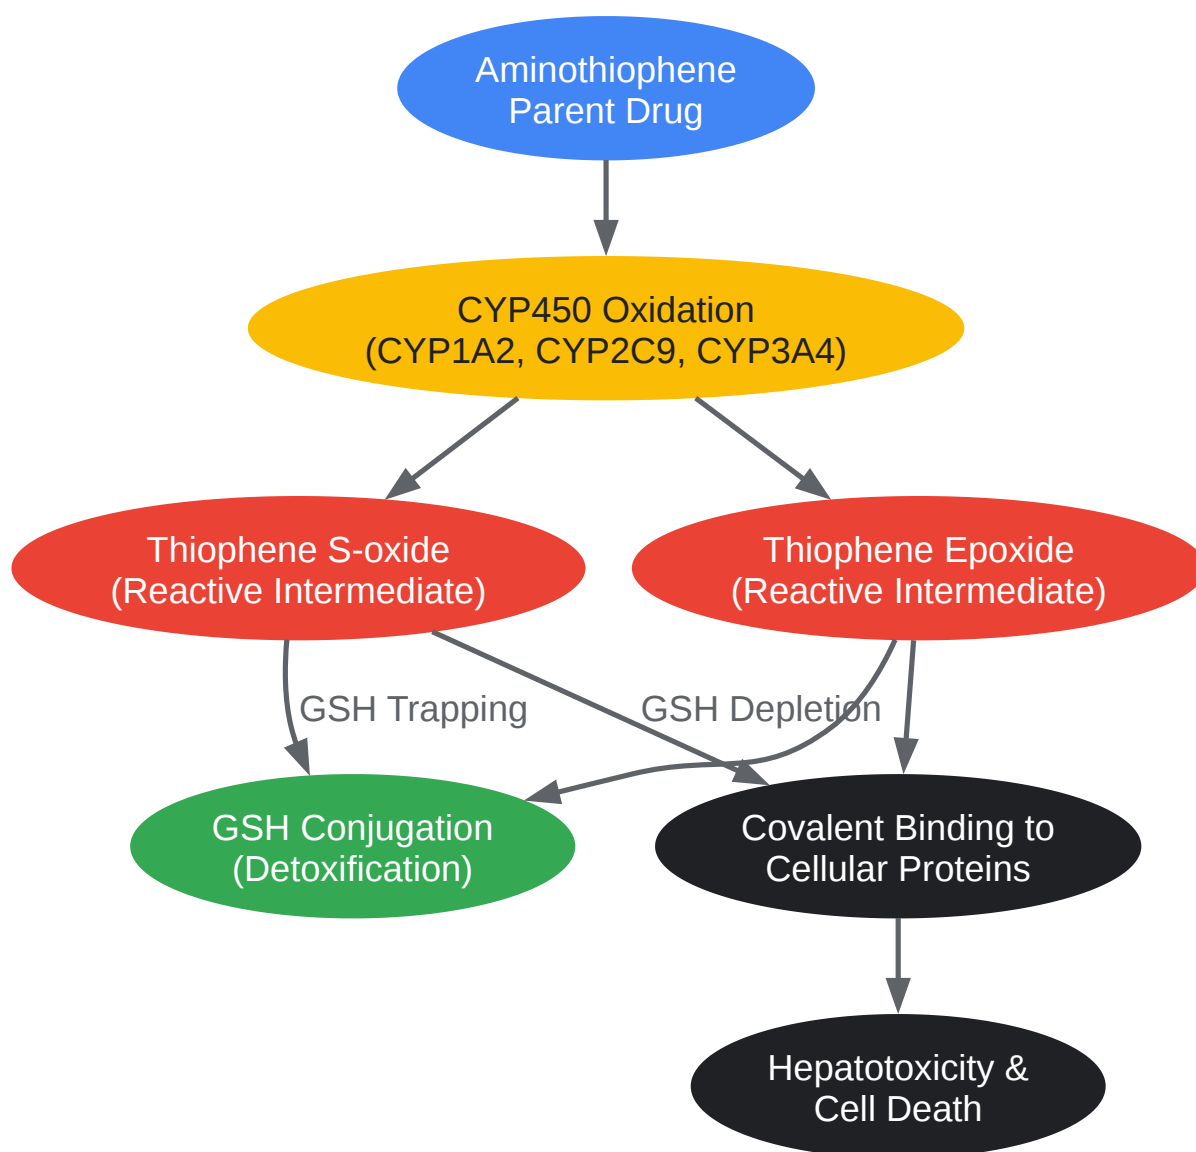 Aminothiophene
Parent Drug
CYP450 Oxidation
(CYP1A2, CYP2C9, CYP3A4)
Thiophene S-oxide
(Reactive Intermediate)
Thiophene Epoxide
(Reactive Intermediate)
GSH Trapping
GSH Depletion
GSH Conjugation
(Detoxification)
Covalent Binding to
Cellular Proteins
Hepatotoxicity &
Cell Death